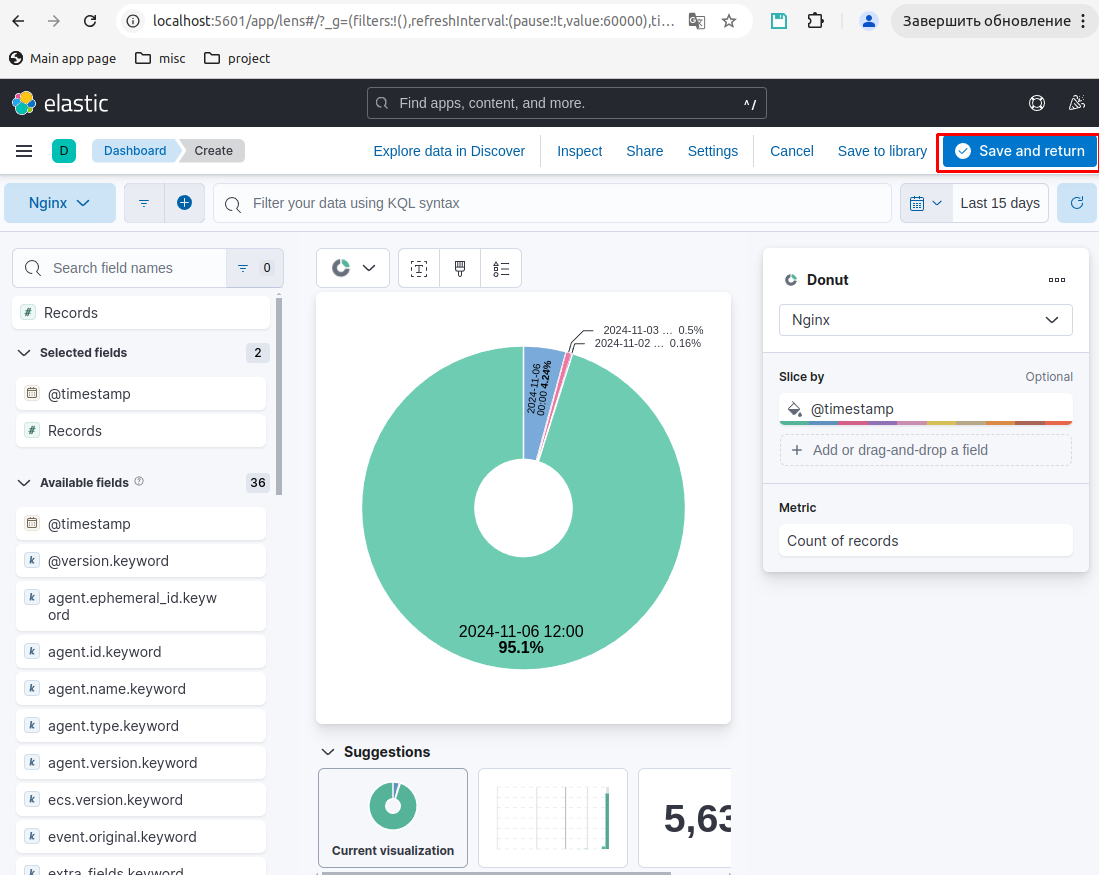 localhost:5601/app/lens#/?_g=(filters:!(),refreshInterval:(pause:!t,value:60000),ti…
Завершить обновление
Main app page
misc
project
elastic
Find apps, content, and more.
^/
D
Dashboard
Create
Explore data in Discover
Inspect
Share
Settings
Cancel
Save to library
Save and return
Nginx
Filter your data using KQL syntax
Last 15 days
Search field names
0
# Records
Selected fields
2
@timestamp
# Records
Available fields
36
@timestamp
k @version.keyword
k agent.ephemeral_id.keyw
ord
k agent.id.keyword
k agent.name.keyword
k agent.type.keyword
k agent.version.keyword
k ecs.version.keyword
k event.original.keyword
k extra_fields.keyword
2024-11-03 … 0.5%
2024-11-02 … 0.16%
2024-11-06
00:00 4.24%
2024-11-06 12:00
95.1%
Suggestions
Current visualization
5,63
Donut
Nginx
Slice by
Optional
@timestamp
+ Add or drag-and-drop a field
Metric
Count of records